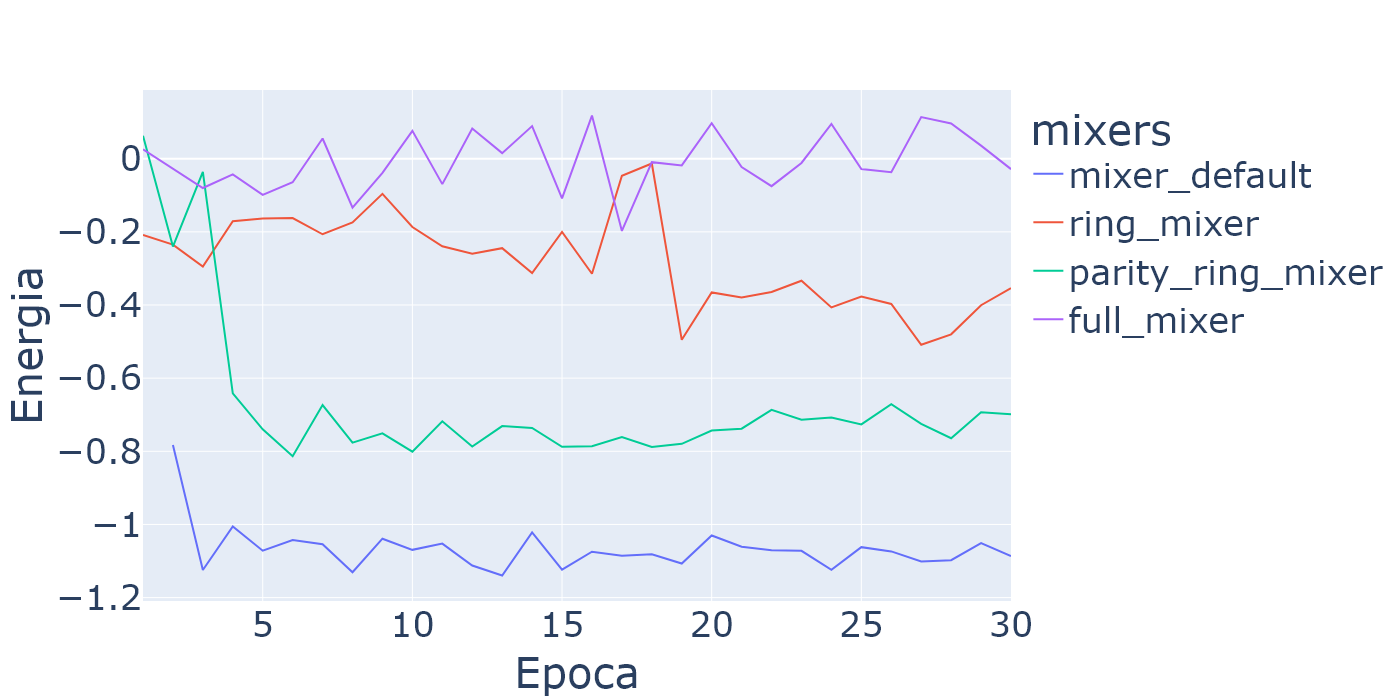 mixers
mixer_default
ring_mixer
parity_ring_mixer
full_mixer
Energia
0
−0.2
−0.4
−0.6
−0.8
−1
−1.2
5 10 15 20 25 30
Epoca